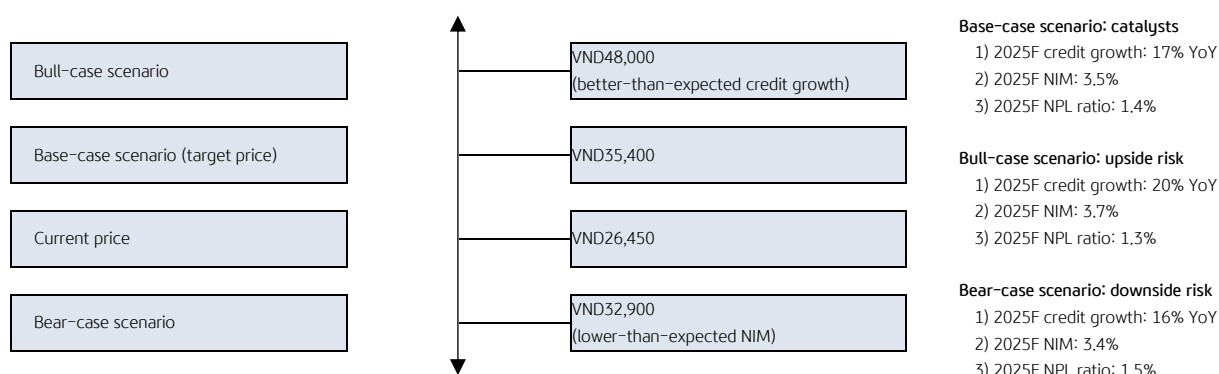 Bull-case scenario
VND48,000
(better-than-expected credit growth)
Base-case scenario (target price)
VND35,400
Current price
VND26,450
Bear-case scenario
VND32,900
(lower-than-expected NIM)
Base-case scenario: catalysts
1) 2025F credit growth: 17% YoY
2) 2025F NIM: 3.5%
3) 2025F NPL ratio: 1.4%
Bull-case scenario: upside risk
1) 2025F credit growth: 20% YoY
2) 2025F NIM: 3.7%
3) 2025F NPL ratio: 1.3%
Bear-case scenario: downside risk
1) 2025F credit growth: 16% YoY
2) 2025F NIM: 3.4%
3) 2025F NPL ratio: 1.5%